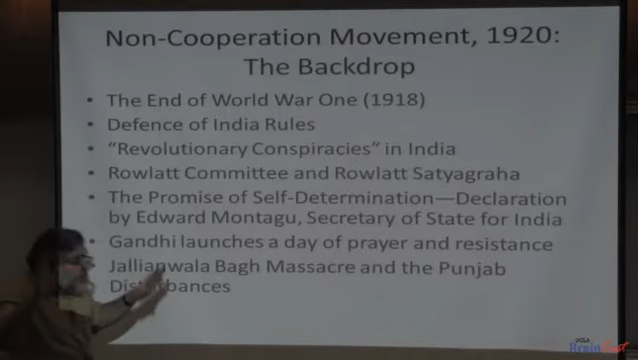 Non-Cooperation Movement, 1920:
The Backdrop
• The End of World War One (1918)
• Defence of India Rules
• “Revolutionary Conspiracies” in India
• Rowlatt Committee and Rowlatt Satyagraha
• The Promise of Self-Determination—Declaration
by Edward Montagu, Secretary of State for India
• Gandhi launches a day of prayer and resistance
Jallianwala Bagh Massacre and the Punjab
Disturbances
UCLA